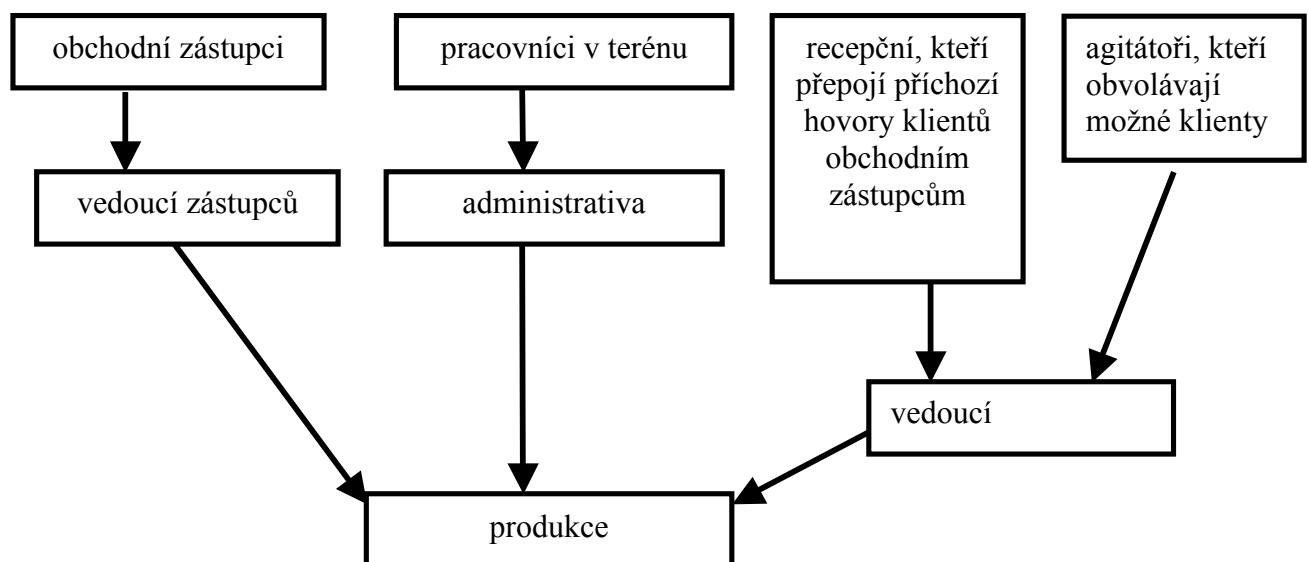 obchodní zástupci
pracovníci v terénu
recepční, kteří
přepojí příchozí
hovory klientů
obchodním
zástupcům
agitátoři, kteří
obvolávají
možné klienty
vedoucí zástupců
administrativa
vedoucí
produkce